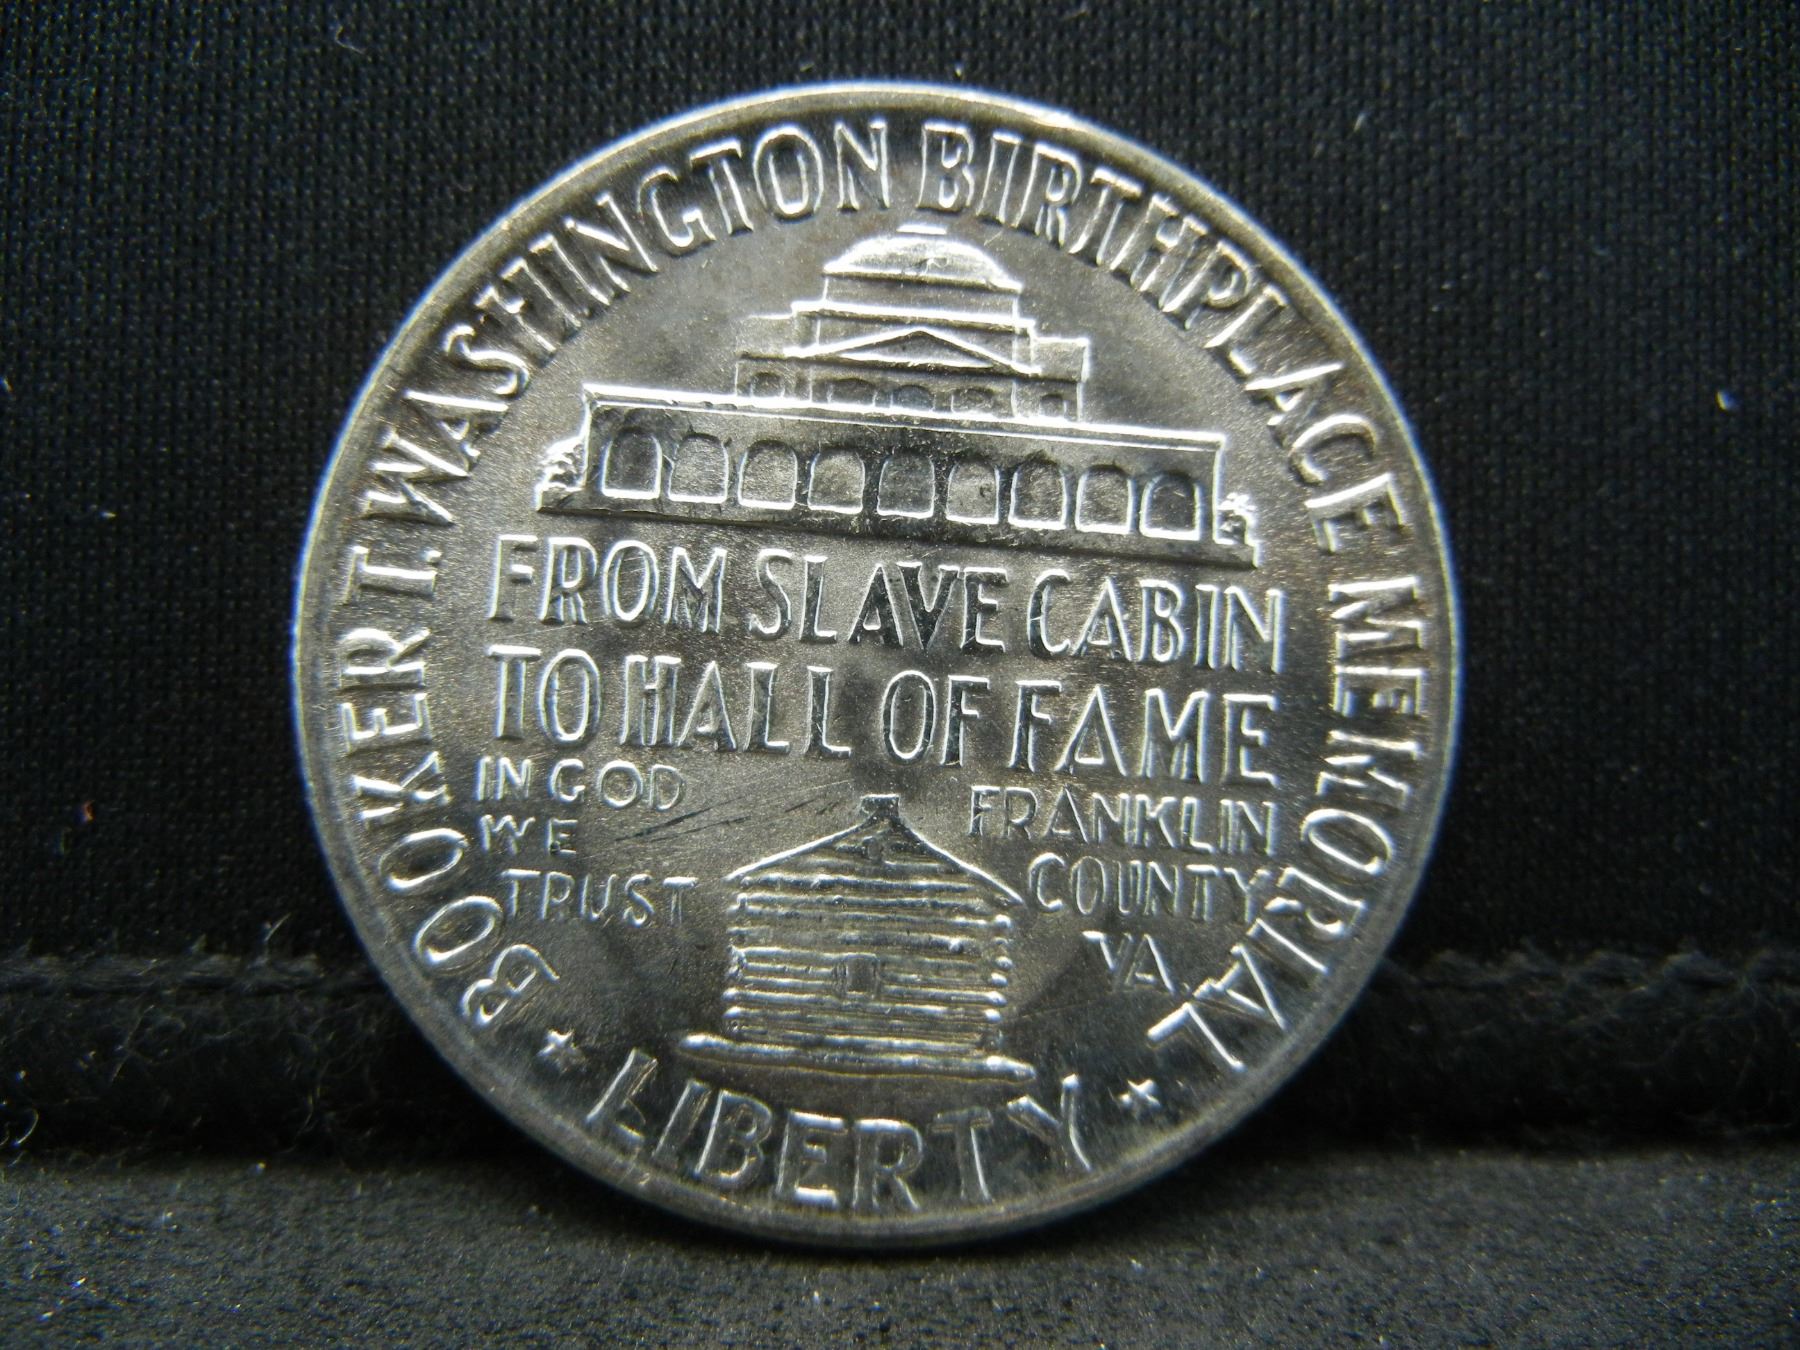 BOOKER T. WASHINGTON BIRTHPLACE MEMORIAL
FROM SLAVE CABIN
TO HALL OF FAME
IN GOD
WE
TRUST
FRANKLIN
COUNTY
VA.
LIBERTY